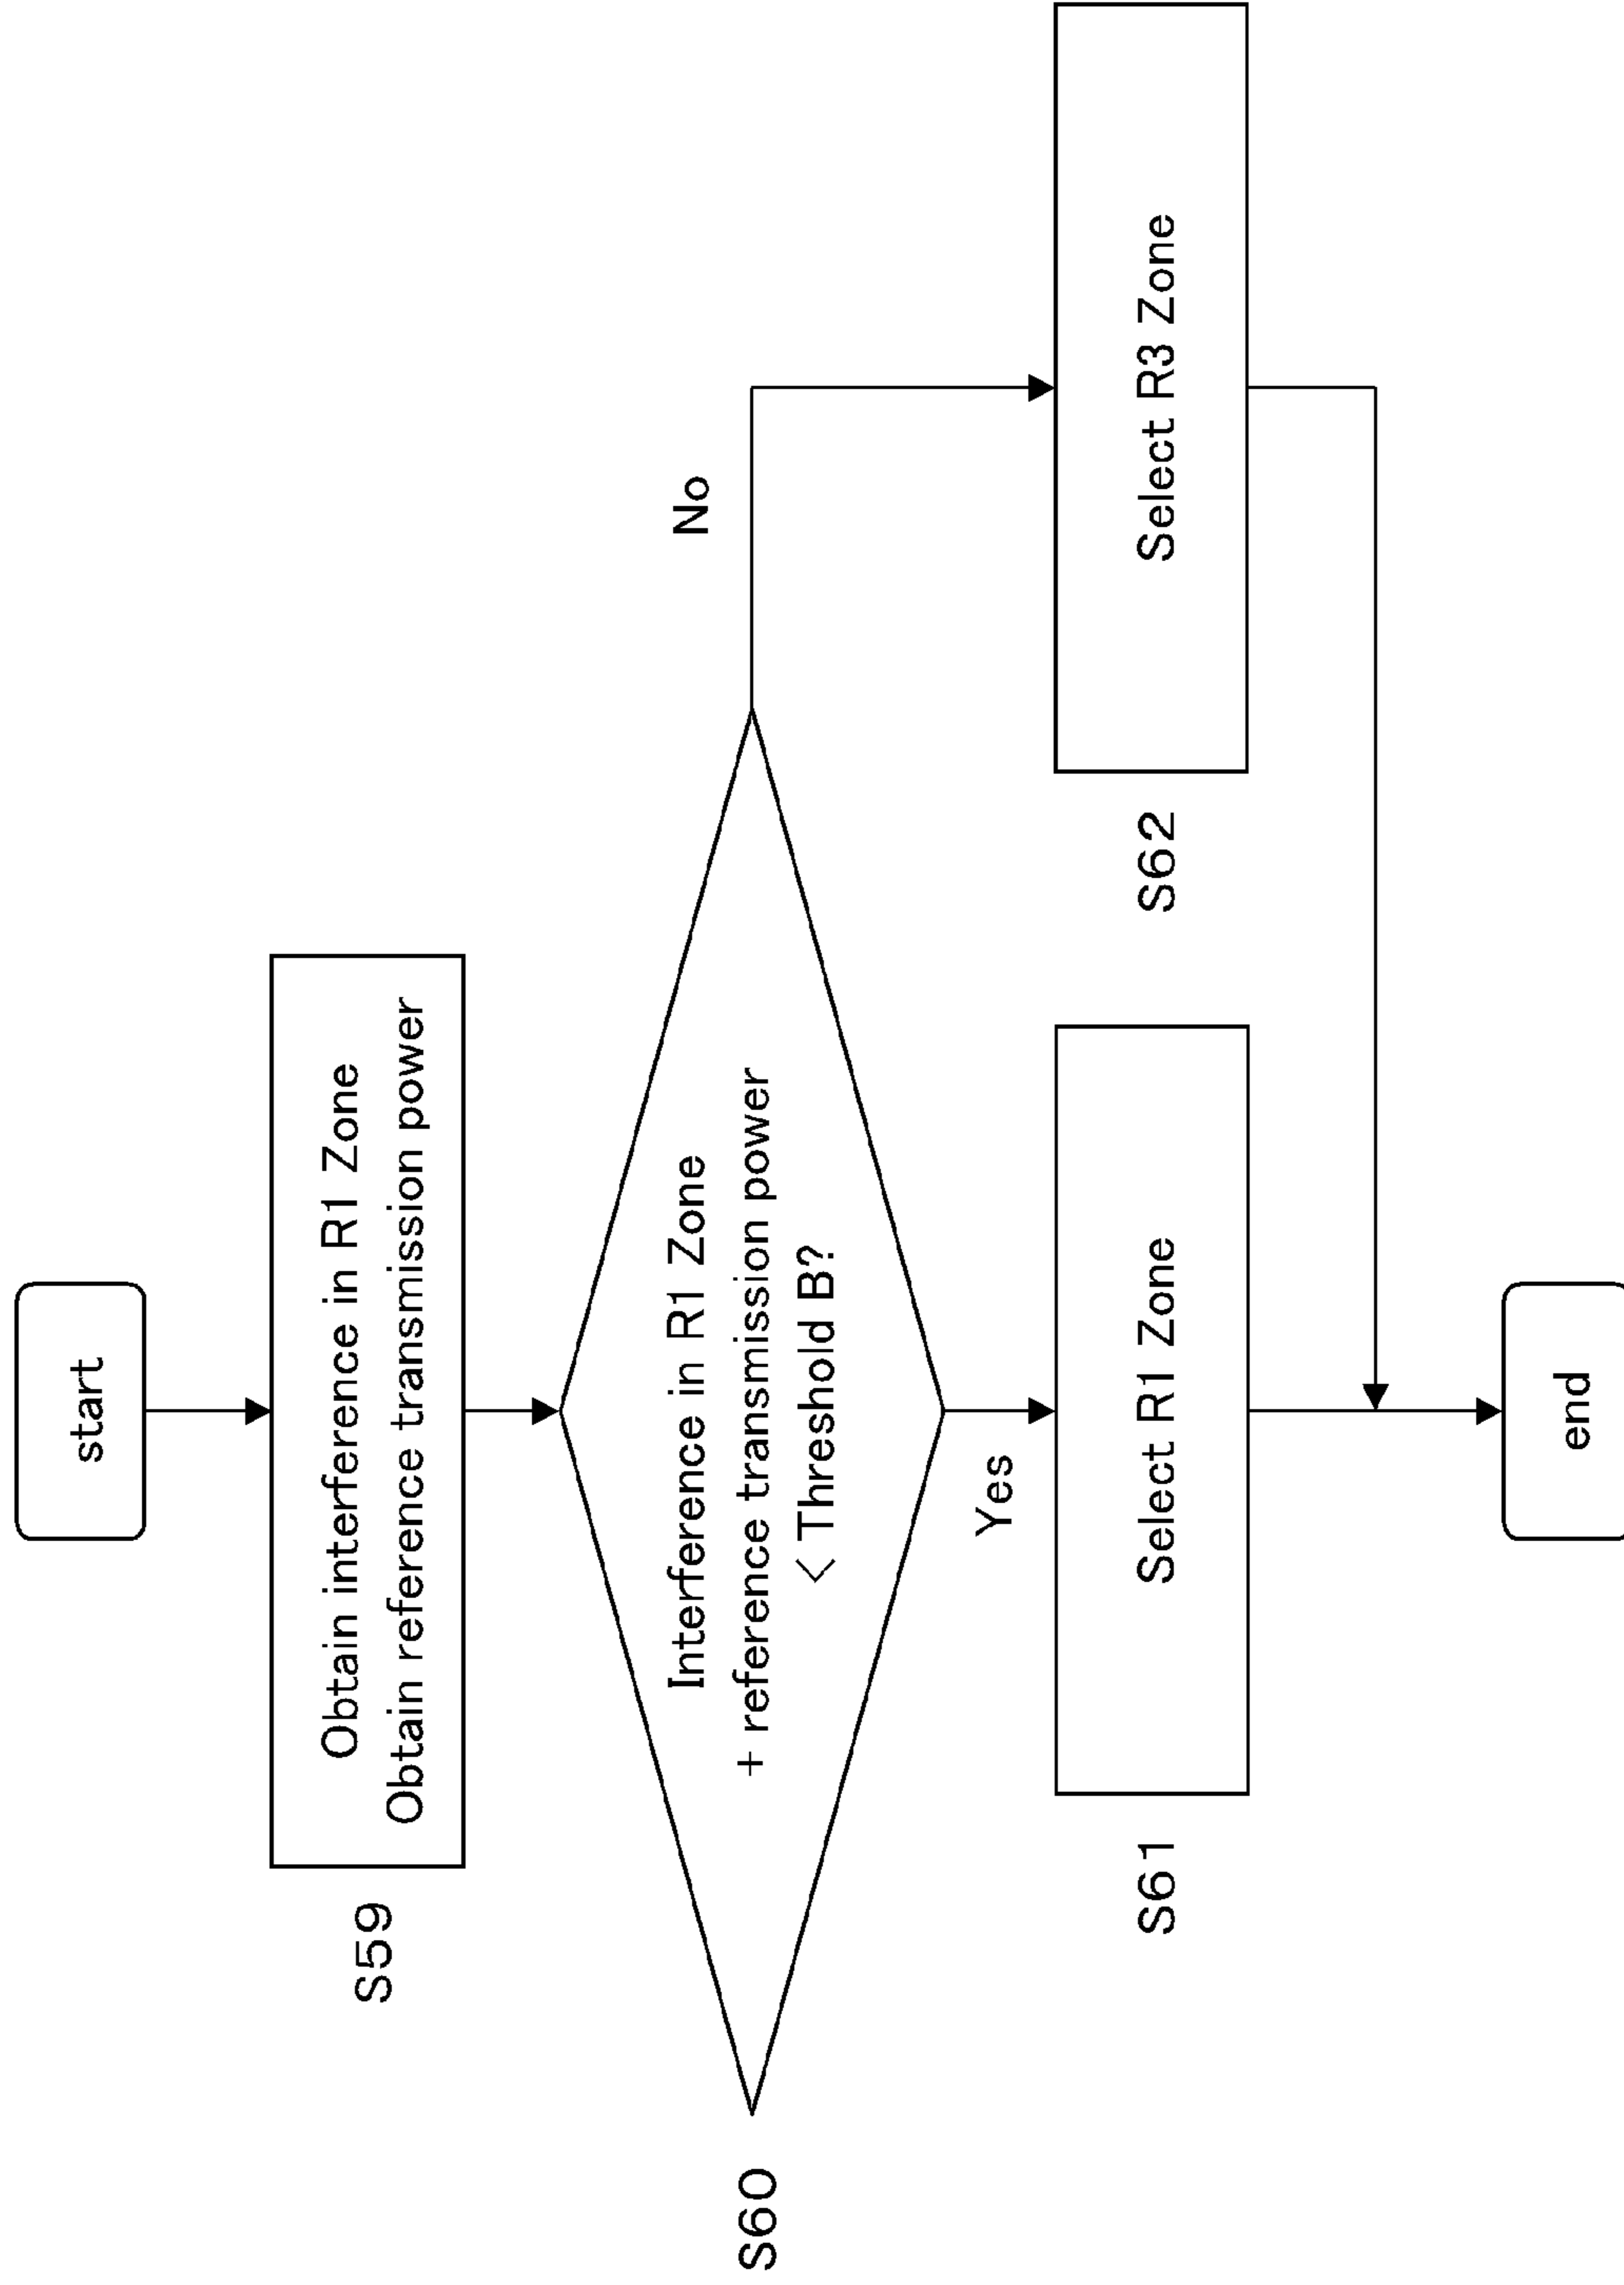 start
S59
Obtain interference in R1 Zone
Obtain reference transmission power
S60
Interference in R1 Zone
+ reference transmission power
< Threshold B?
No
Yes
S61
Select R1 Zone
S62
Select R3 Zone
end